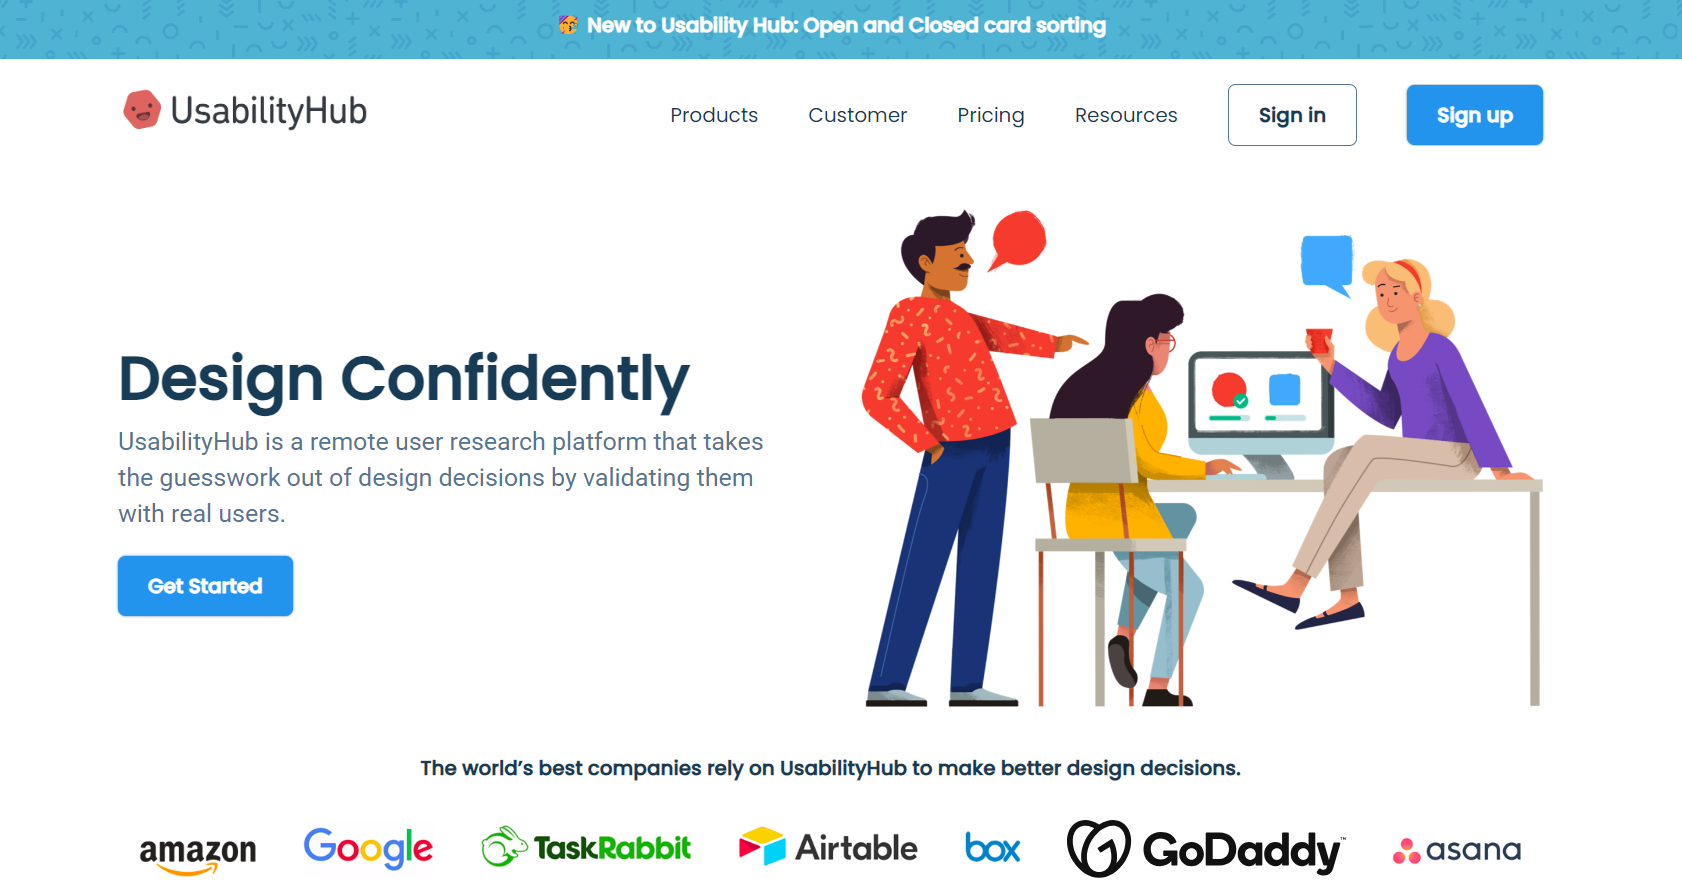 New to Usability Hub: Open and Closed card sorting
UsabilityHub
Products
Customer
Pricing
Resources
Sign in
Sign up
Design Confidently
UsabilityHub is a remote user research platform that takes
the guesswork out of design decisions by validating them
with real users.
Get Started
The world’s best companies rely on UsabilityHub to make better design decisions.
amazon
Google
TaskRabbit
Airtable
box
GoDaddy™
asana